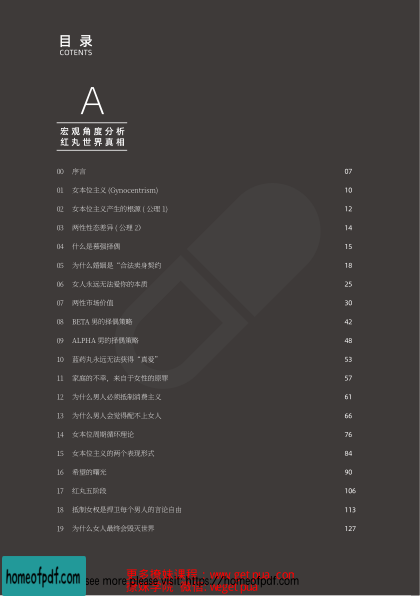 目录
COTENTS
A
宏观角度分析
红丸世界真相
00 序言 07
01 女本位主义 (Gynocentrism) 10
02 女本位主义产生的根源 ( 公理 1) 12
03 两性性态差异 ( 公理 2) 14
04 什么是慕强择偶 15
05 为什么婚姻是“合法卖身契约 18
06 女人永远无法爱你的本质 25
07 两性市场价值 30
08 BETA 男的择偶策略 42
09 ALPHA 男的择偶策略 48
10 蓝药丸永远无法获得“真爱” 53
11 家庭的不幸，来自于女性的原罪 57
12 为什么男人必须抵制消费主义 61
13 为什么男人会觉得配不上女人 66
14 女本位周期循环理论 76
15 女本位主义的两个表现形式 84
16 希望的曙光 90
17 红丸五阶段 106
18 抵制女权是捍卫每个男人的言论自由 113
19 为什么女人最终会毁灭世界 127
homeofpdf.com
see more please visit: https://homeofpdf.com